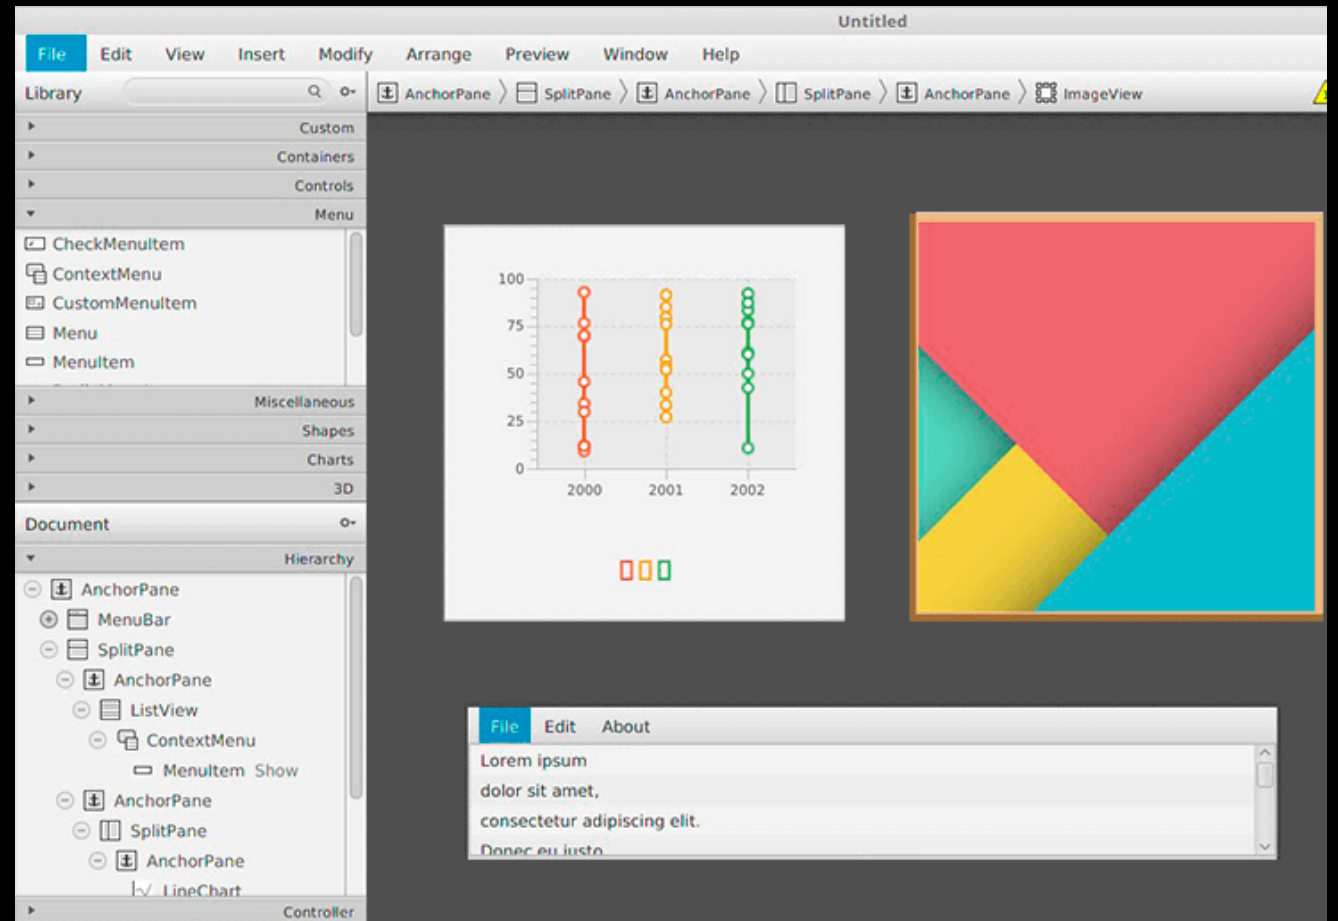 Untitled
File Edit View Insert Modify Arrange Preview Window Help
Library
AnchorPane SplitPane AnchorPane SplitPane AnchorPane ImageView
Custom
Containers
Controls
Menu
CheckMenuItem
ContextMenu
CustomMenuItem
Menu
MenuItem
Miscellaneous
Shapes
Charts
3D
Document
Hierarchy
AnchorPane
MenuBar
SplitPane
AnchorPane
ListView
ContextMenu
MenuItem Show
AnchorPane
SplitPane
AnchorPane
LineChart
Controller
100
75
50
25
0
2000 2001 2002
File Edit About
Lorem ipsum
dolor sit amet,
consectetur adipiscing elit.
Donec eu justo